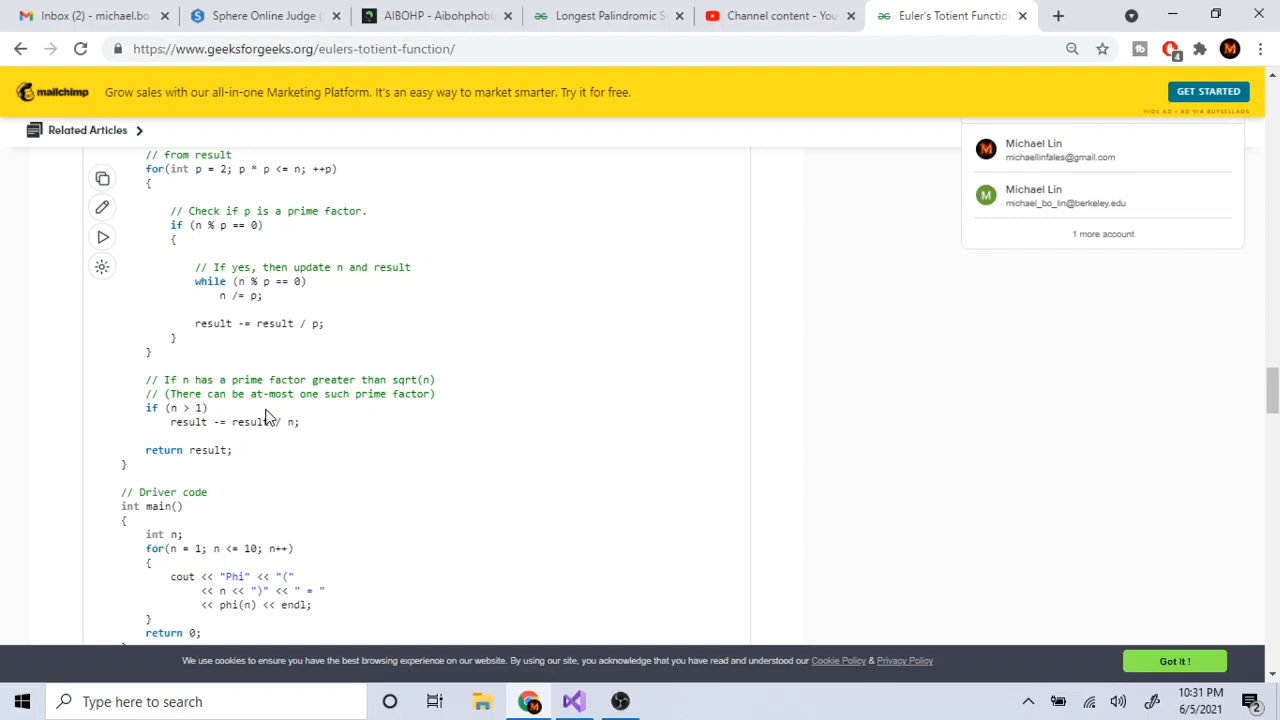 Inbox (2) - michael.bo
Sphere Online Judge (
AIBOHP - Aibohphobia
Longest Palindromic S
Channel content - You
Euler's Totient Functio
https://www.geeksforgeeks.org/eulers-totient-function/
4
mailchimp
Grow sales with our all-in-one Marketing Platform. It's an easy way to market smarter. Try it for free.
GET STARTED
HIDE AD • AD VIA BUYSELLADS
Related Articles
Michael Lin
michaellinfales@gmail.com
M
Michael Lin
michael_bo_lin@berkeley.edu
1 more account
// from result
for(int p = 2; p * p <= n; ++p)
{
// Check if p is a prime factor.
if (n % p == 0)
{
// If yes, then update n and result
while (n % p == 0)
n /= p;
result -= result / p;
}
}
// If n has a prime factor greater than sqrt(n)
// (There can be at-most one such prime factor)
if (n > 1)
result -= result / n;
return result;
}
// Driver code
int main()
{
int n;
for(n = 1; n <= 10; n++)
{
cout << "Phi" << "("
<< n << ")" << " = "
<< phi(n) << endl;
}
return 0;
We use cookies to ensure you have the best browsing experience on our website. By using our site, you acknowledge that you have read and understood our Cookie Policy & Privacy Policy
Got It !
Type here to search
10:31 PM
6/5/2021
2